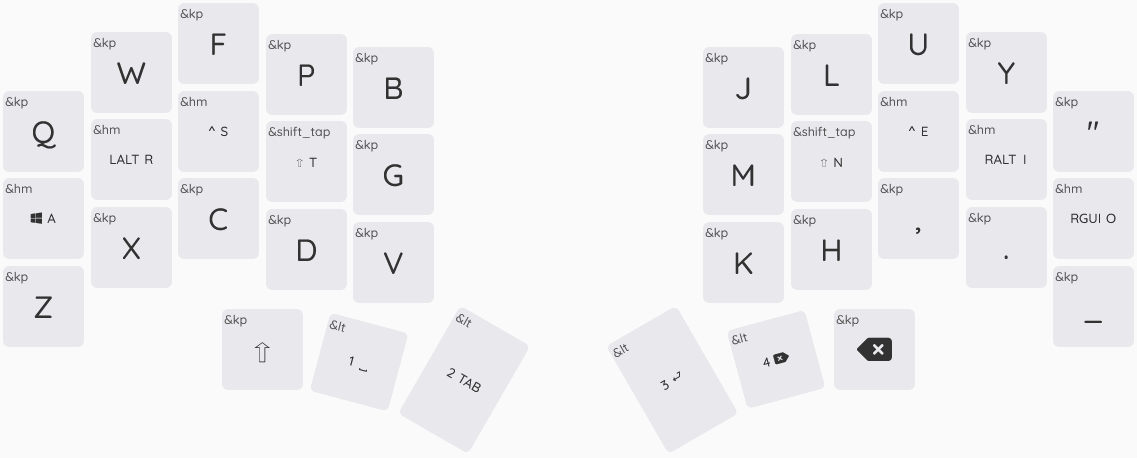 &kp Q
&kp W
&kp F
&kp P
&kp B
&kp J
&kp L
&kp U
&kp Y
&kp "
&hm A
&hm LALT R
&hm ^ S
&shift_tap ⇧ T
&kp G
&kp M
&shift_tap ⇧ N
&hm ^ E
&hm RALT I
&hm RGUI O
&kp Z
&kp X
&kp C
&kp D
&kp V
&kp K
&kp H
&kp ,
&kp .
&kp _
&kp ⇧
&lt 1 ⎵
&lt 2 TAB
&lt 3 ⏎
&lt 4 ⌫
&kp ⌫